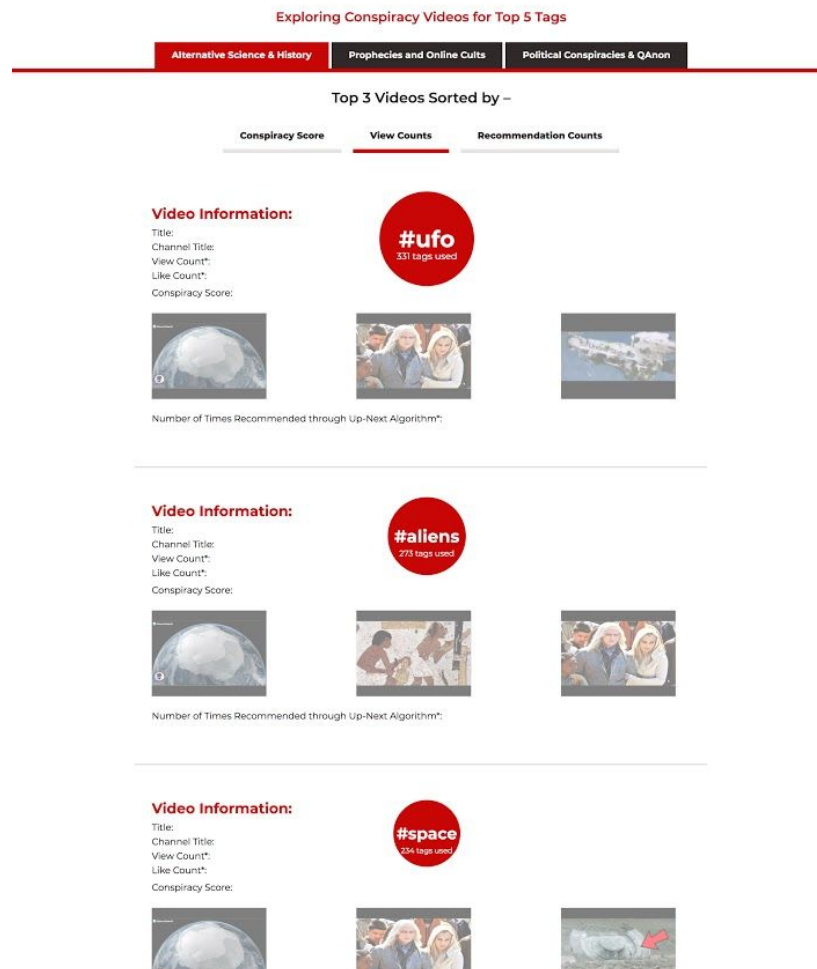 Exploring Conspiracy Videos for Top 5 Tags
Alternative Science & History
Prophecies and Online Cults
Political Conspiracies & QAnon
Top 3 Videos Sorted by –
Conspiracy Score
View Counts
Recommendation Counts
Video Information:
Title:
Channel Title:
View Count*:
Like Count*:
Conspiracy Score:
#ufo
331 tags used
Number of Times Recommended through Up-Next Algorithm*:
Video Information:
Title:
Channel Title:
View Count*:
Like Count*:
Conspiracy Score:
#aliens
273 tags used
Number of Times Recommended through Up-Next Algorithm*:
Video Information:
Title:
Channel Title:
View Count*:
Like Count*:
Conspiracy Score:
#space
234 tags used